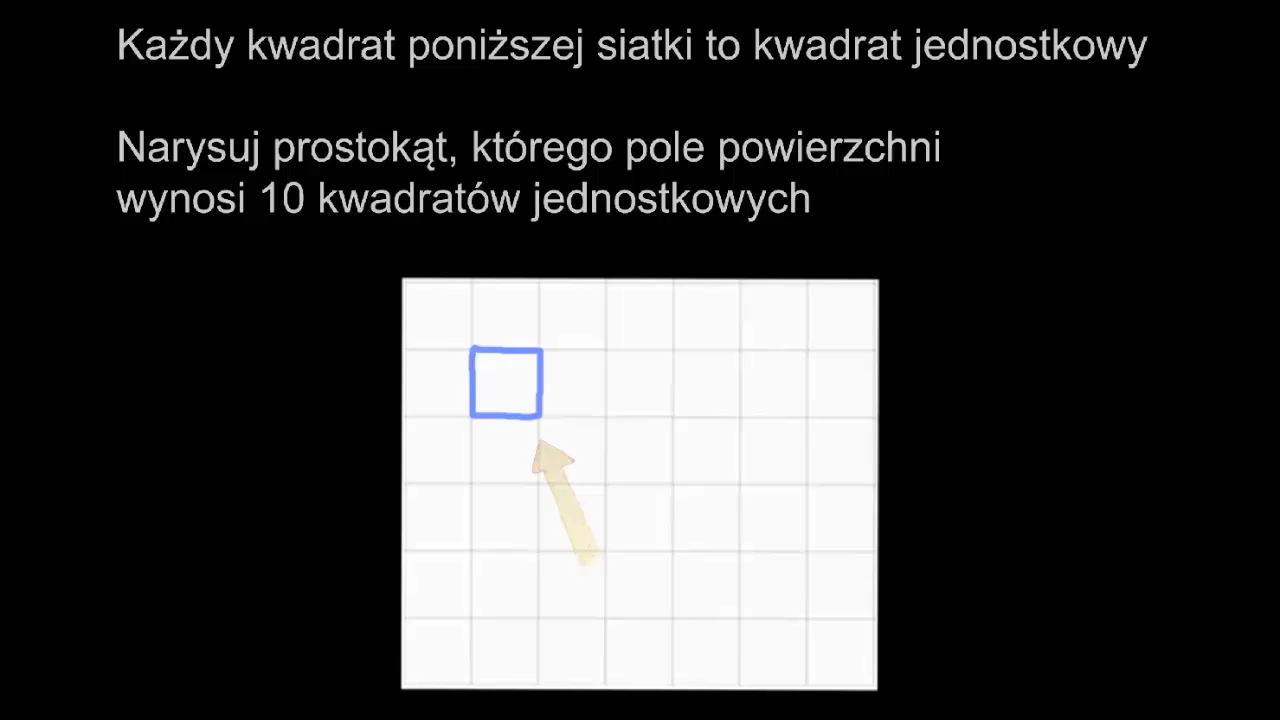 Każdy kwadrat poniższej siatki to kwadrat jednostkowy
Narysuj prostokąt, którego pole powierzchni
wynosi 10 kwadratów jednostkowych